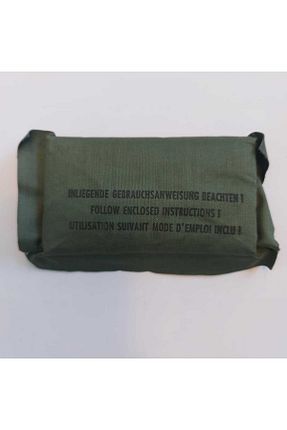 INLIEGENDE GEBRAUCHSANWEISUNG BEACHTEN !
FOLLOW ENCLOSED INSTRUCTIONS !
UTILISATION SUIVANT MODE D'EMPLOI INCLU !